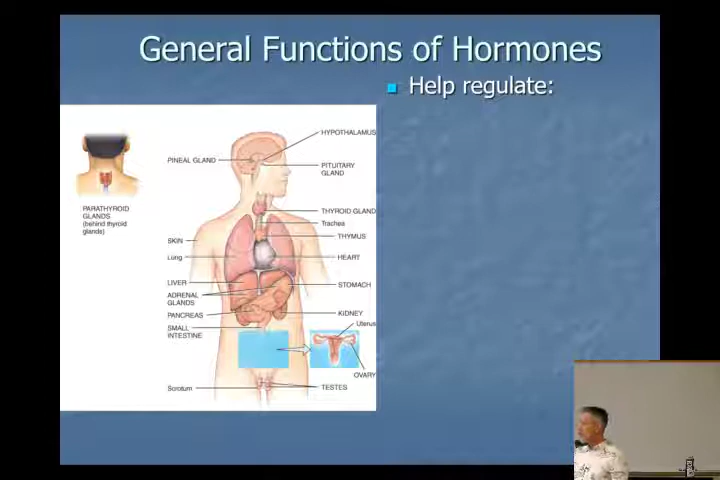 General Functions of Hormones
Help regulate:
HYPOTHALAMUS
PINEAL GLAND
PITUITARY
GLAND
PARATHYROID
GLANDS
(behind thyroid
glands)
THYROID GLAND
Trachea
THYMUS
SKIN
Lung
HEART
LIVER
STOMACH
ADRENAL
GLANDS
PANCREAS
KIDNEY
Uterus
SMALL
INTESTINE
OVARY
Scrotum
TESTES